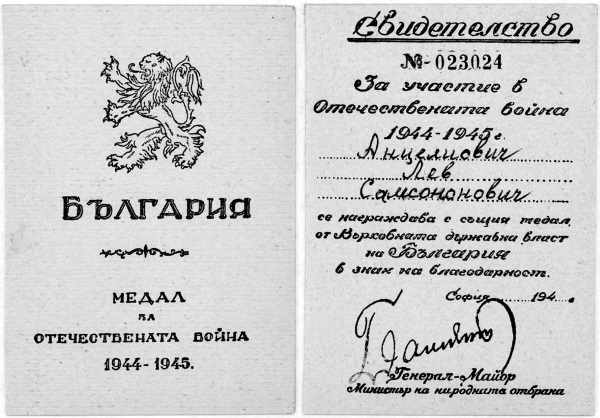 БЪЛГАРИЯ
МЕДАЛ
ЗА
ОТЕЧЕСТВЕНАТА ВОЙНА
1944-1945.
Свидетелство
№-023024
За участие в
Отечествената война
1944-1945г.
Анцелиович
Лев
Самсононович
се награждава с същия медал
от Върховната държавна власт
на България
в знак на благодарност.
София ......... 194...г
Генерал-Майор
Министър на народната отбрана